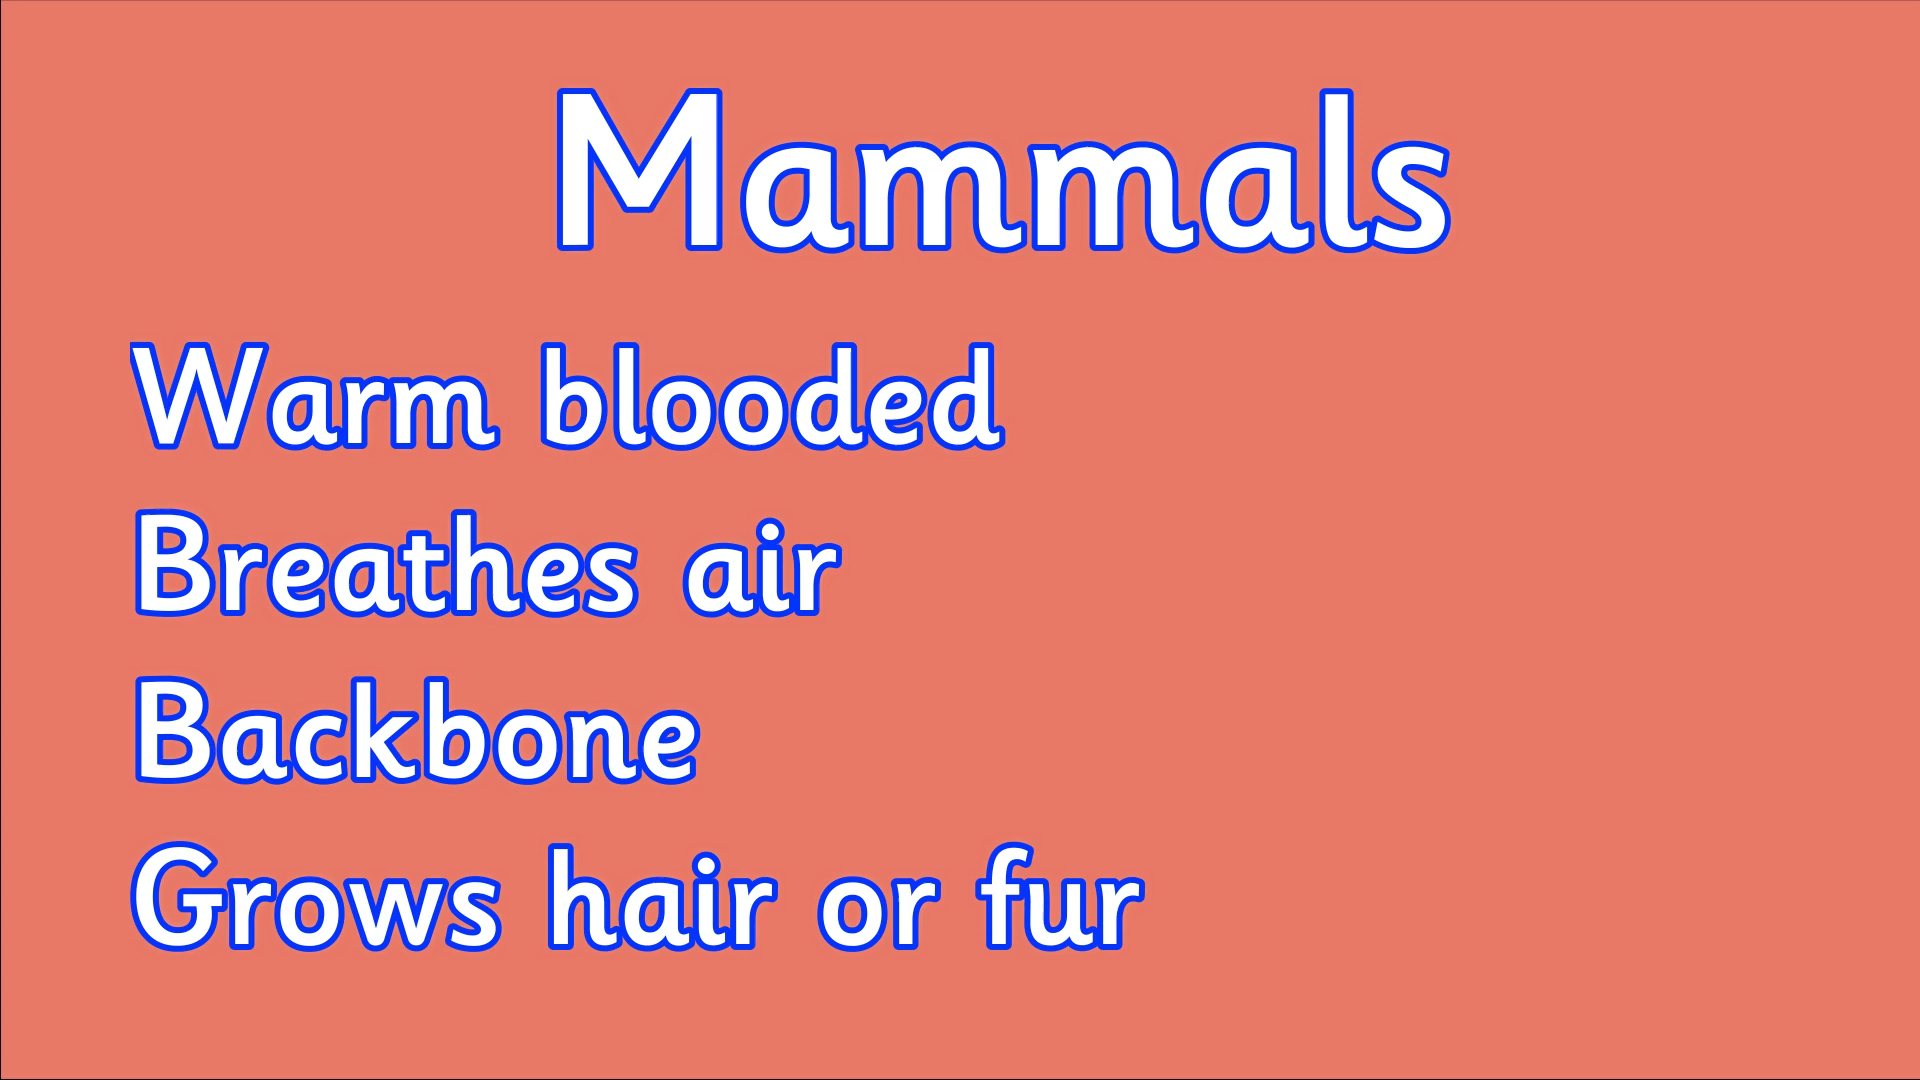 Mammals
Warm blooded
Breathes air
Backbone
Grows hair or fur